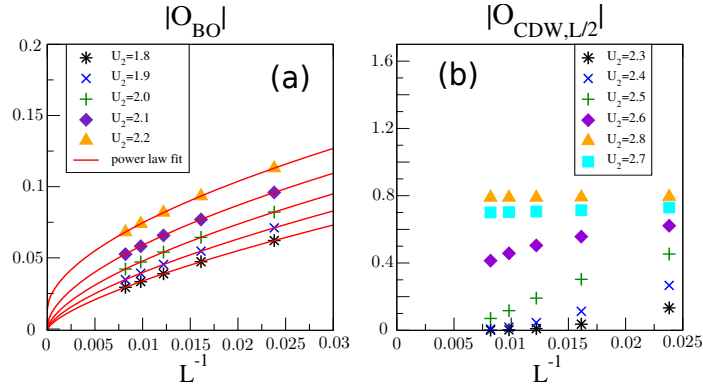 |O_BO|
0.2
0.15
0.1
0.05
0
U_2=1.8
U_2=1.9
U_2=2.0
U_2=2.1
U_2=2.2
power law fit
(a)
0 0.005 0.01 0.015 0.02 0.025 0.03
L^-1
|O_CDW,L/2|
1.6
1.2
0.8
0.4
0
(b)
U_2=2.3
U_2=2.4
U_2=2.5
U_2=2.6
U_2=2.8
U_2=2.7
0 0.005 0.01 0.015 0.02 0.025
L^-1